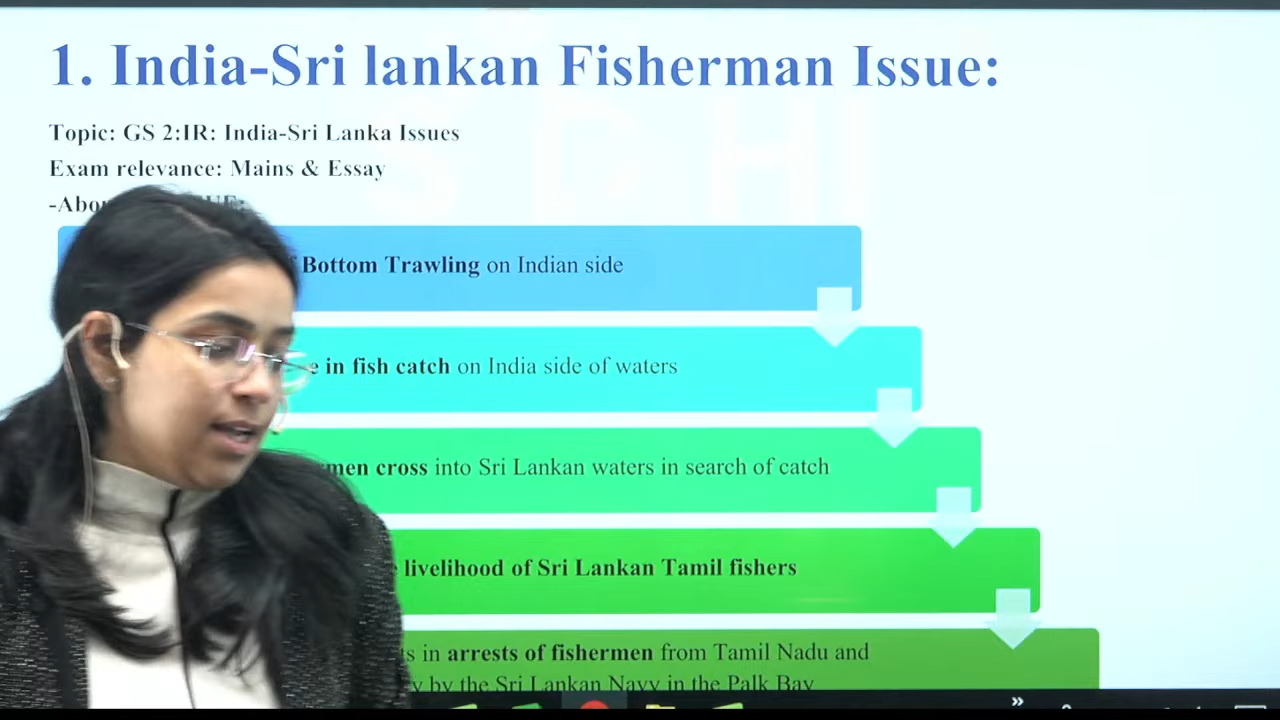 1. India-Sri lankan Fisherman Issue:
Topic: GS 2:IR: India-Sri Lanka Issues
Exam relevance: Mains & Essay
Bottom Trawling on Indian side
in fish catch on India side of waters
cross into Sri Lankan waters in search of catch
livelihood of Sri Lankan Tamil fishers
in arrests of fishermen from Tamil Nadu and
by the Sri Lankan Navy in the Palk Bay